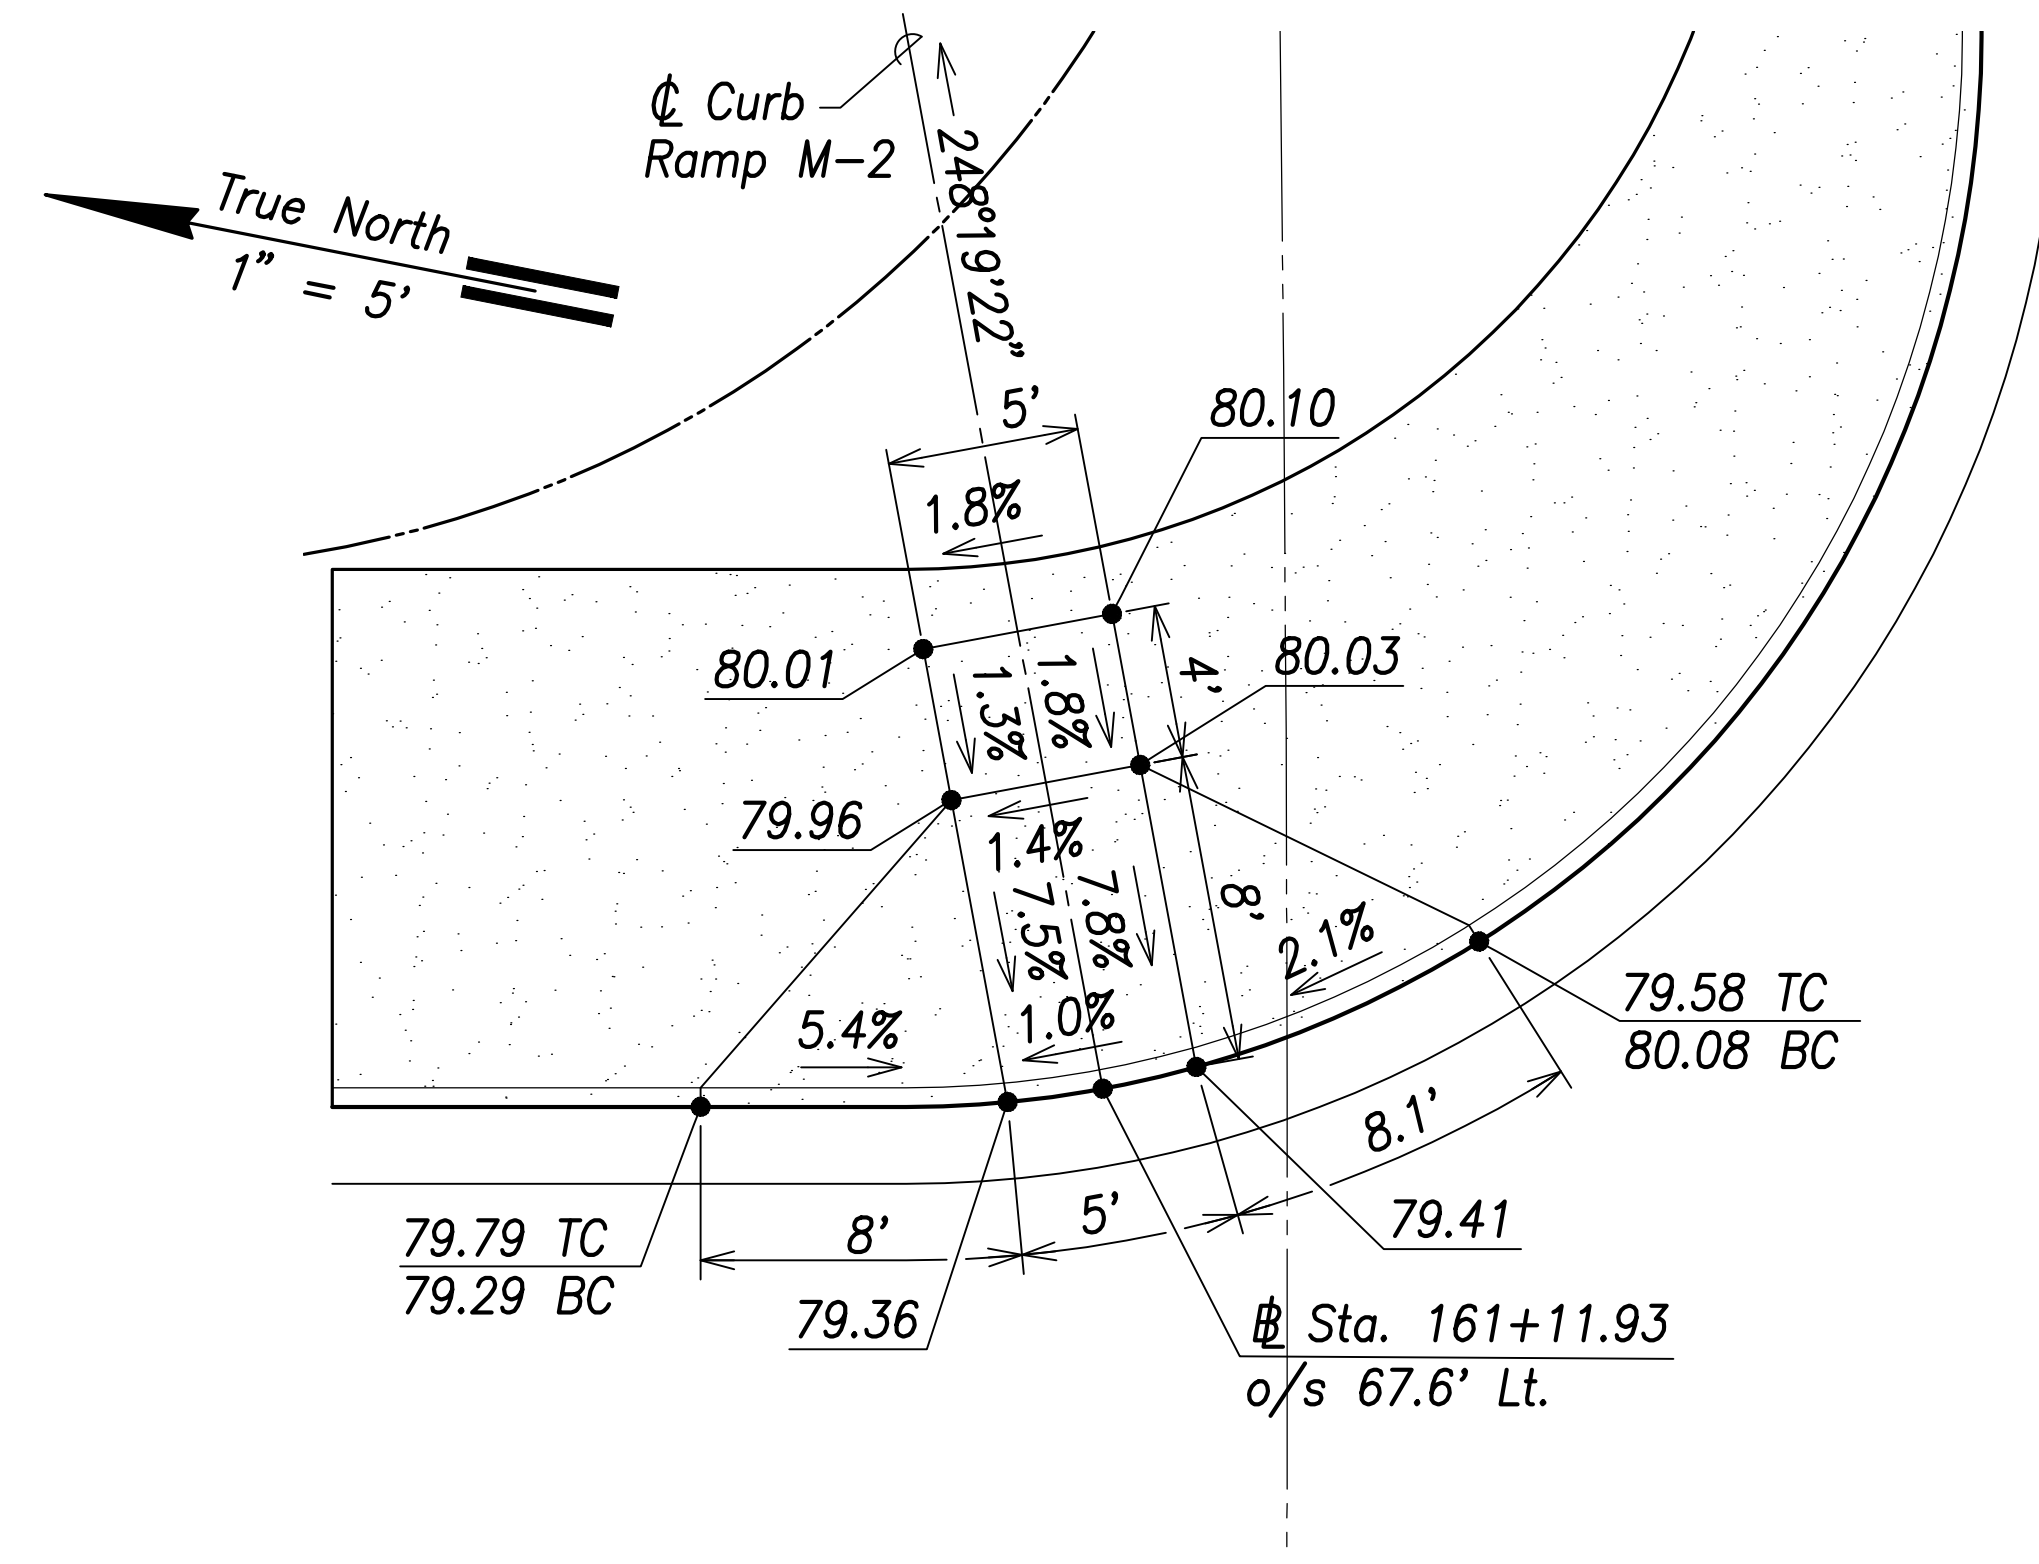 ℄ Curb
Ramp M-2
True North
1" = 5'
248°19'22"
5'
1.8%
80.10
80.01
1.3%
1.8%
4'
80.03
79.96
1.4%
7.5%
7.8%
8'
2.1%
5.4%
1.0%
79.58 TC
80.08 BC
8.1'
5'
8'
79.79 TC
79.29 BC
79.36
79.41
BL Sta. 161+11.93
o/s 67.6' Lt.